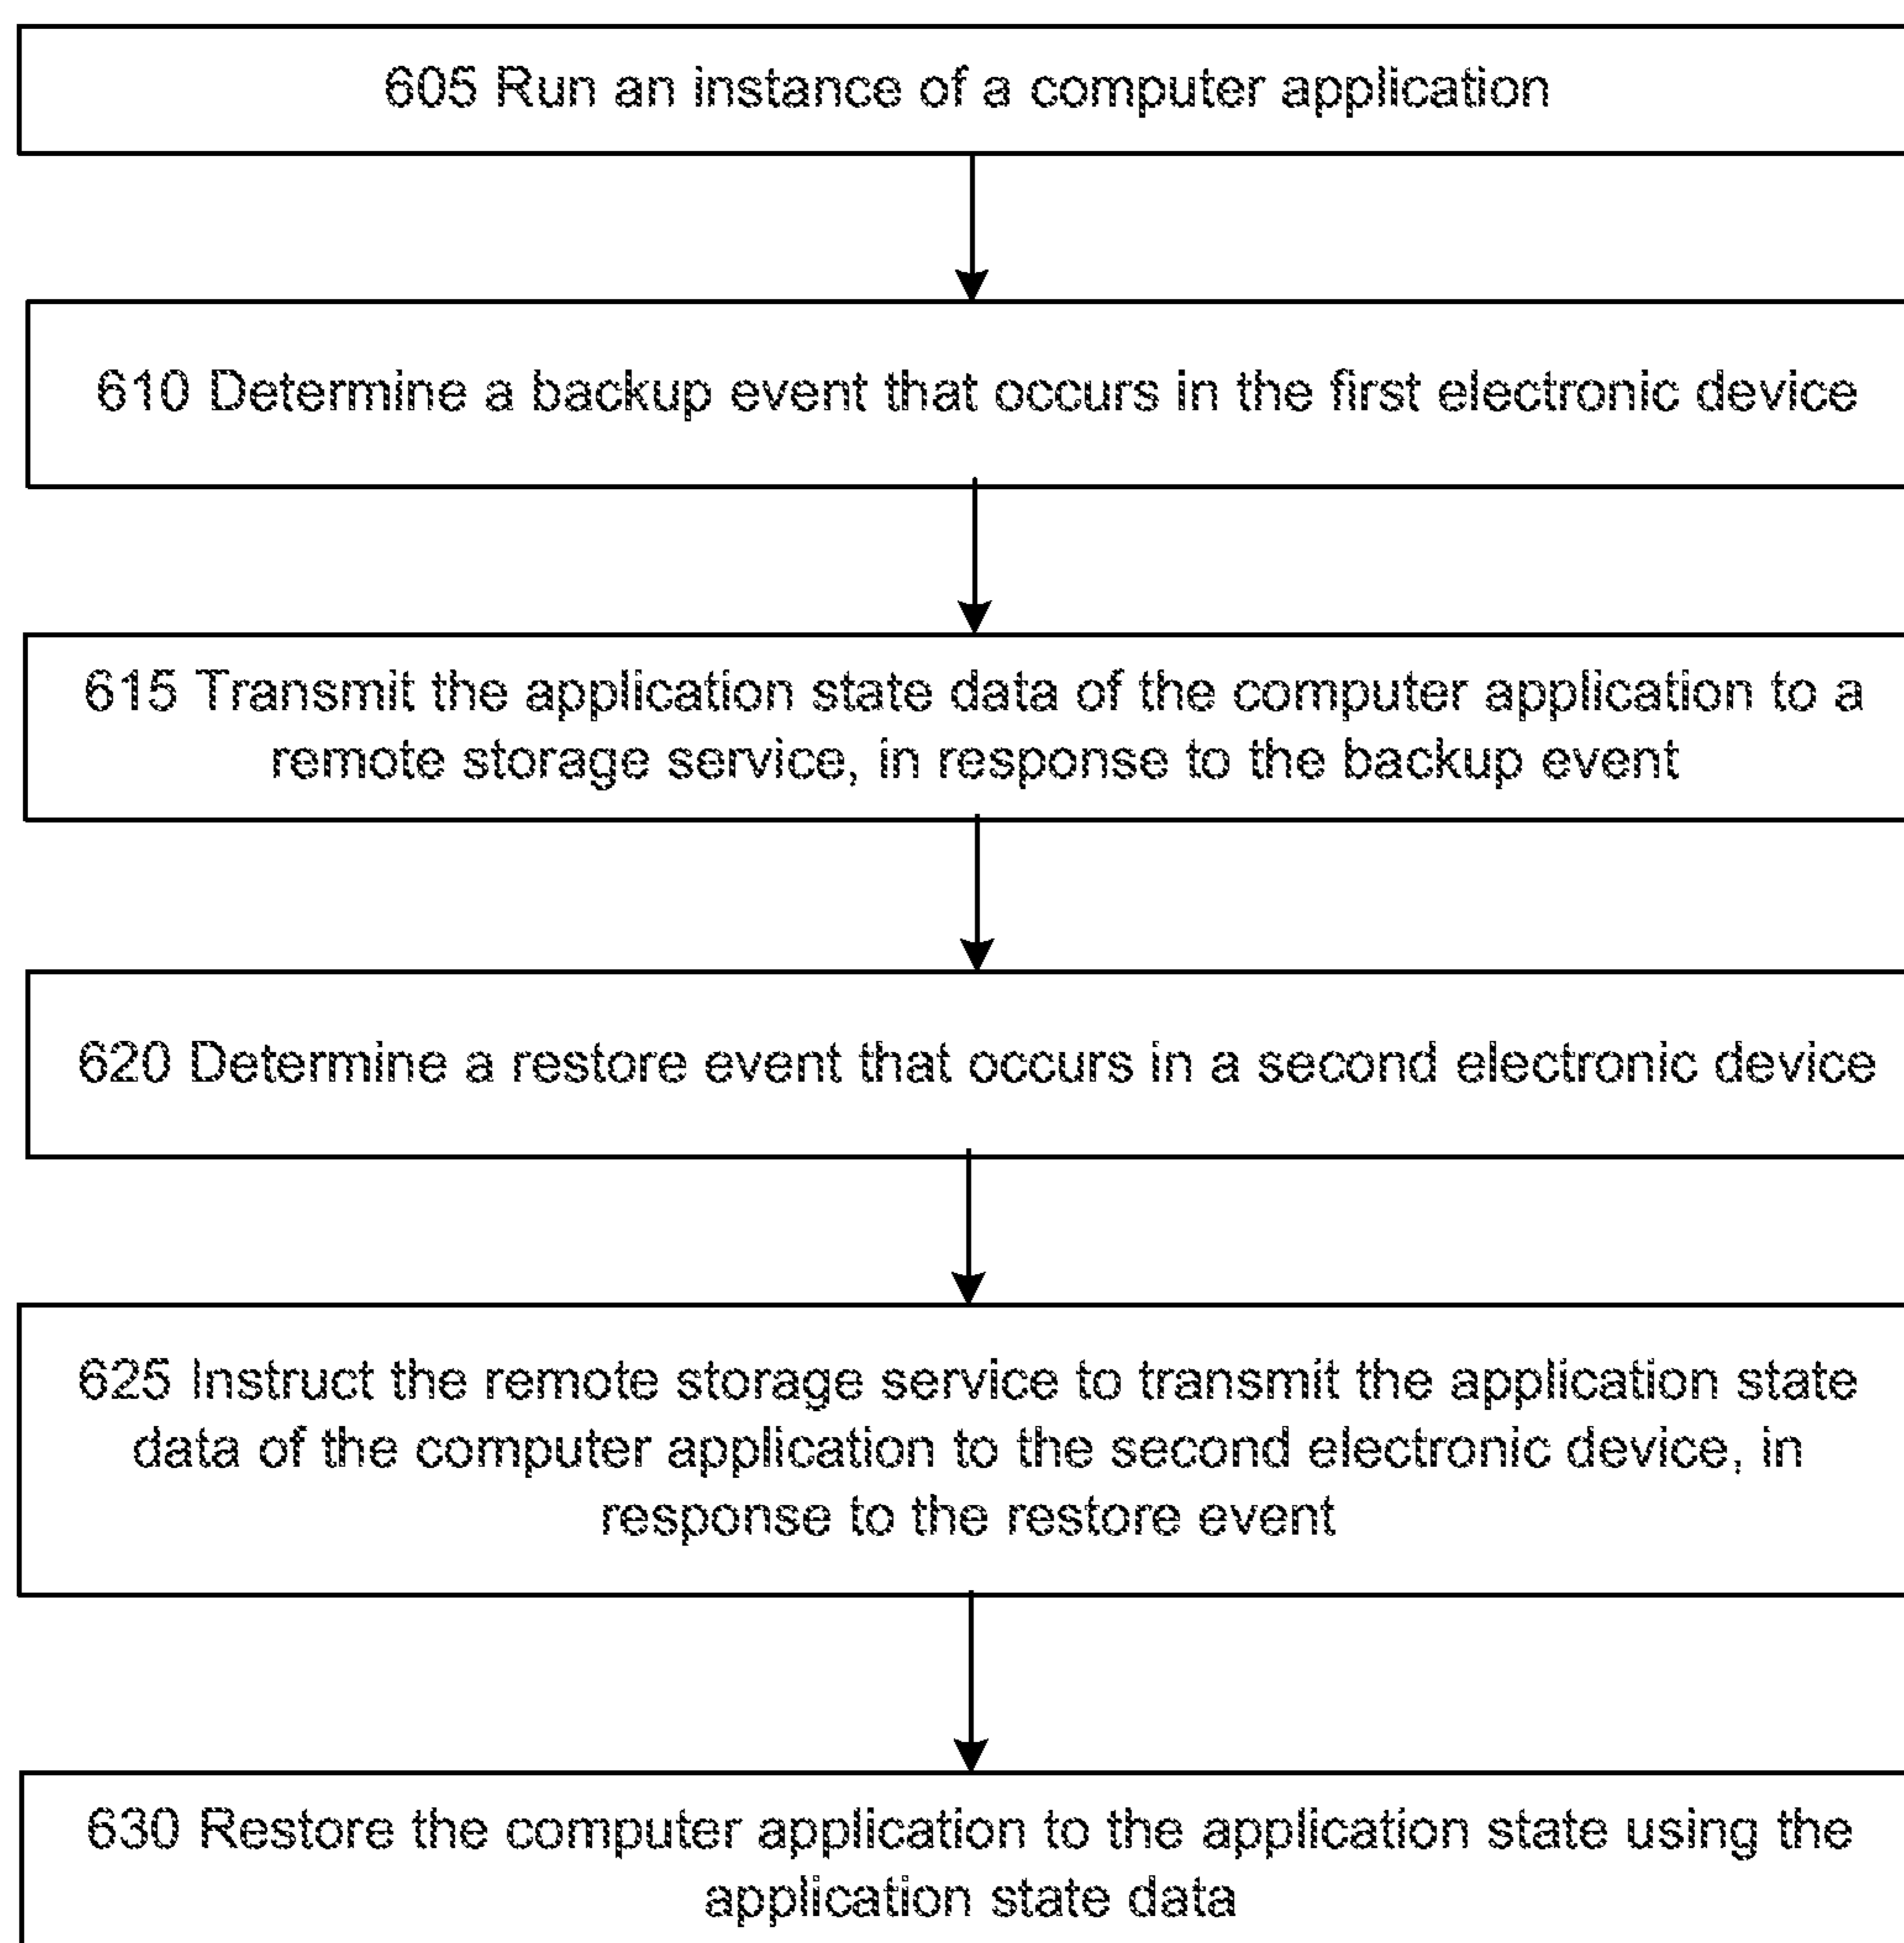 605 Run an instance of a computer application
610 Determine a backup event that occurs in the first electronic device
615 Transmit the application state data of the computer application to a
remote storage service, in response to the backup event
620 Determine a restore event that occurs in a second electronic device
625 Instruct the remote storage service to transmit the application state
data of the computer application to the second electronic device, in
response to the restore event
630 Restore the computer application to the application state using the
application state data